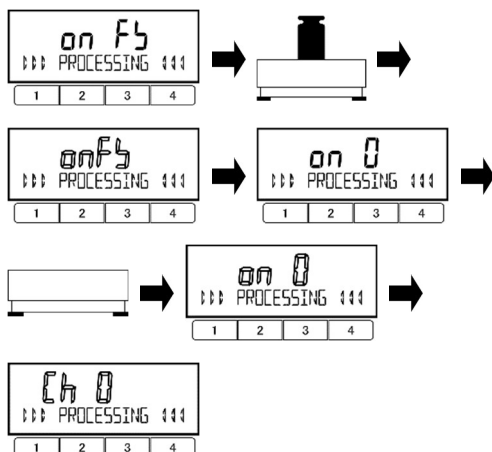 on FS
PROCESSING
1 2 3 4
onFS
PROCESSING
1 2 3 4
on 0
PROCESSING
1 2 3 4
on 0
PROCESSING
1 2 3 4
Ch 0
PROCESSING
1 2 3 4